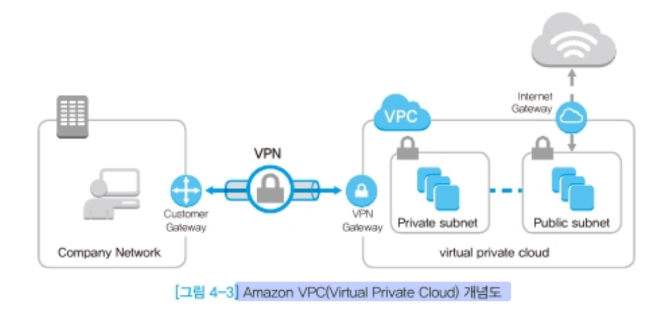 Internet
Gateway
VPC
VPN
Customer
Gateway
VPN
Gateway
Private subnet
Public subnet
Company Network
virtual private cloud
[그림 4-3] Amazon VPC(Virtual Private Cloud) 개념도